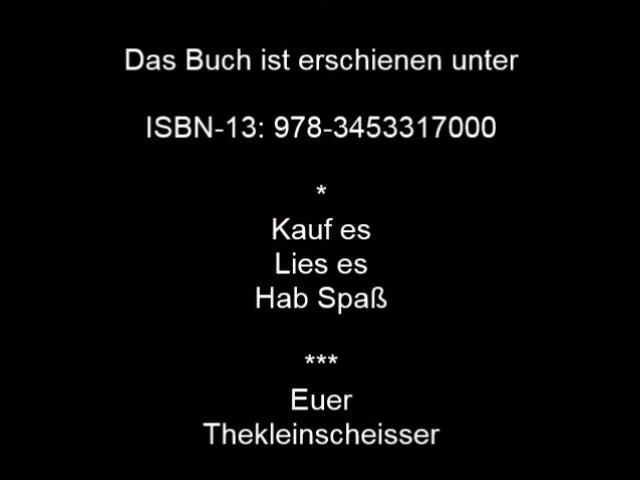 Das Buch ist erschienen unter
ISBN-13: 978-3453317000
*
Kauf es
Lies es
Hab Spaß
***
Euer
Thekleinscheisser